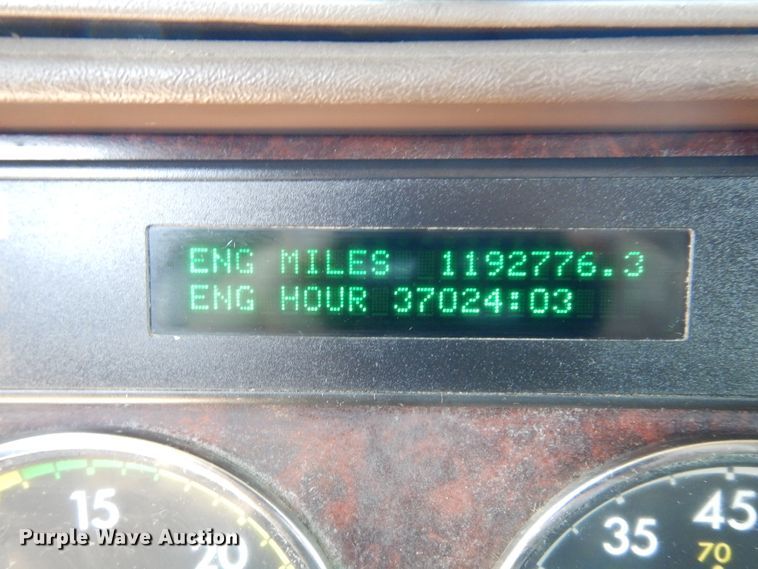 ENG MILES 1192776.3
ENG HOUR 37024:03
15
20
35
45
70
Purple Wave Auction